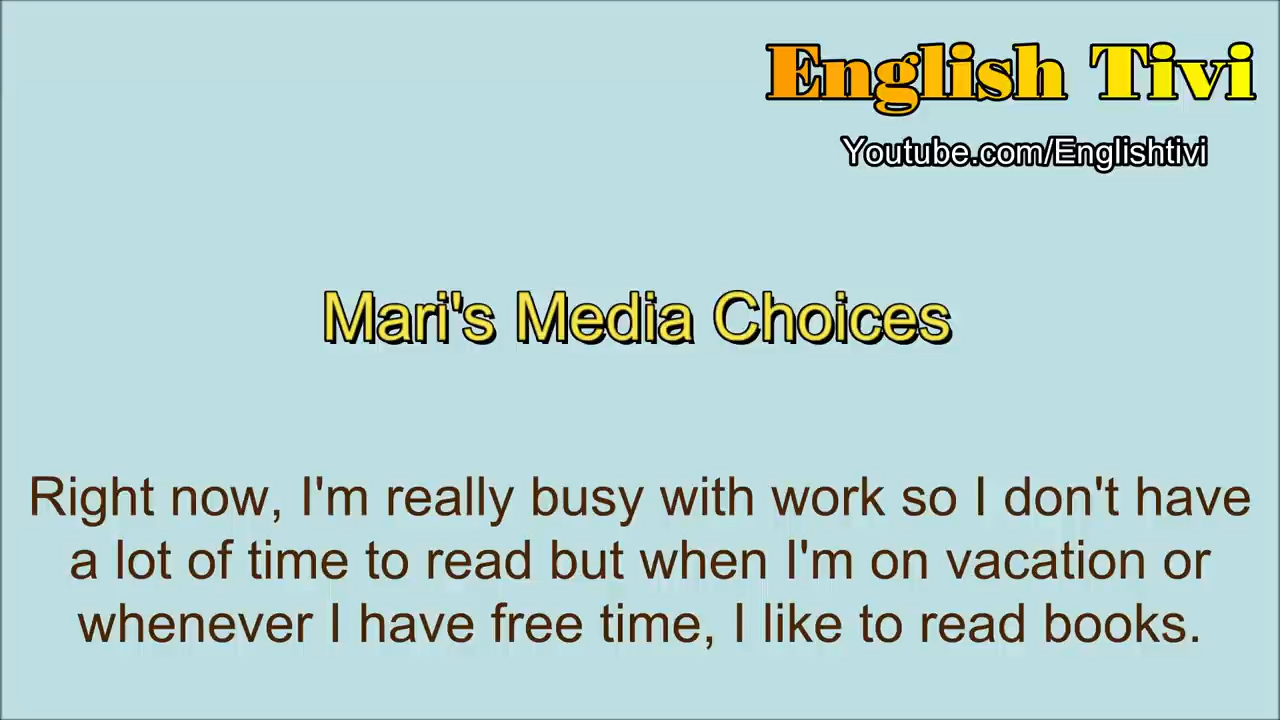 English Tivi
Youtube.com/Englishtivi
Mari's Media Choices
Right now, I'm really busy with work so I don't have
a lot of time to read but when I'm on vacation or
whenever I have free time, I like to read books.